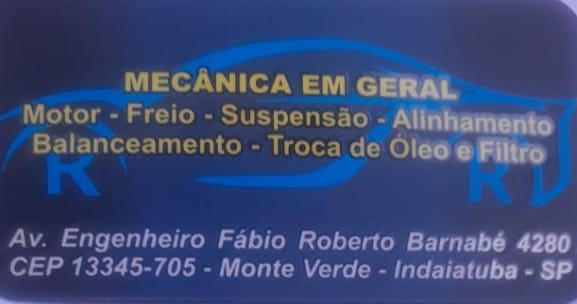 MECÂNICA EM GERAL
Motor - Freio - Suspensão - Alinhamento
Balanceamento - Troca de Óleo e Filtro
R R
Av. Engenheiro Fábio Roberto Barnabé 4280
CEP 13345-705 - Monte Verde - Indaiatuba - SP